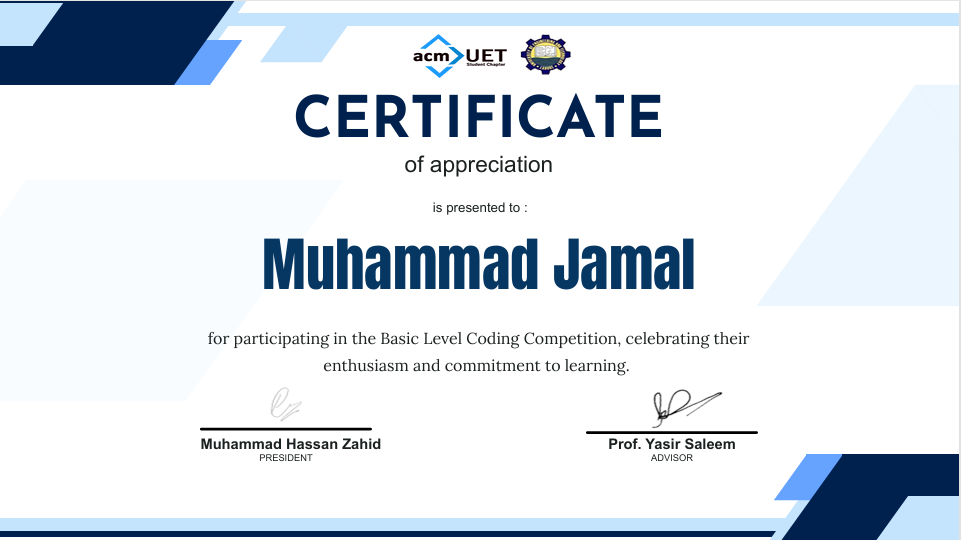 acm UET
Student Chapter
CERTIFICATE
of appreciation
is presented to :
Muhammad Jamal
for participating in the Basic Level Coding Competition, celebrating their
enthusiasm and commitment to learning.
Muhammad Hassan Zahid
PRESIDENT
Prof. Yasir Saleem
ADVISOR